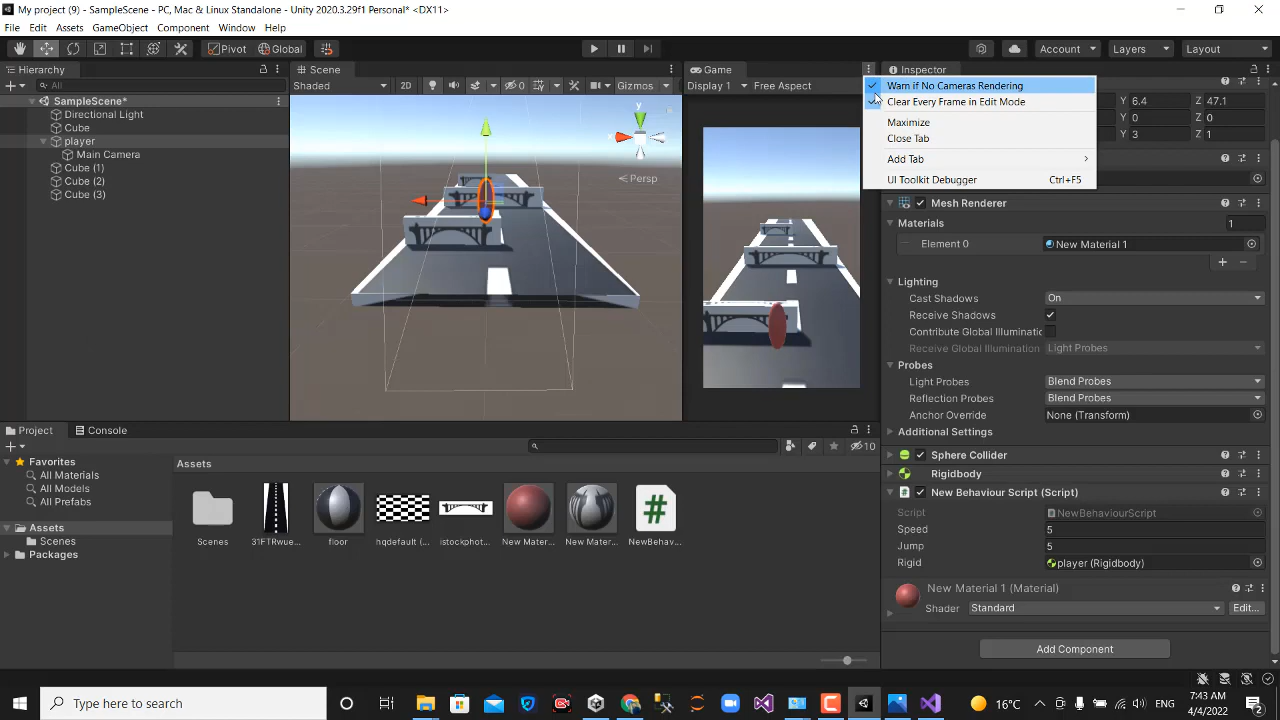 My project (9) - SampleScene - PC, Mac & Linux Standalone - Unity 2020.3.29f1 Personal* <DX11>
File Edit Assets GameObject Component Window Help
Pivot Global Account Layers Layout
Hierarchy
All
SampleScene*
Directional Light
Cube
player
Main Camera
Cube (1)
Cube (2)
Cube (3)
Scene
Shaded 2D 0 Gizmos
y
x
Persp
Game
Display 1 Free Aspect
Warn if No Cameras Rendering
Clear Every Frame in Edit Mode
Maximize
Close Tab
Add Tab
UI Toolkit Debugger Ctrl+F5
Inspector
Y 6.4 Z 47.1
Y 0 Z 0
Y 3 Z 1
Mesh Renderer
Materials 1
Element 0 New Material 1
Lighting
Cast Shadows On
Receive Shadows
Contribute Global Illuminatic
Receive Global Illumination Light Probes
Probes
Light Probes Blend Probes
Reflection Probes Blend Probes
Anchor Override None (Transform)
Additional Settings
Sphere Collider
Rigidbody
New Behaviour Script (Script)
Script NewBehaviourScript
Speed 5
Jump 5
Rigid player (Rigidbody)
New Material 1 (Material)
Shader Standard Edit...
Add Component
Project Console
10
Favorites
All Materials
All Models
All Prefabs
Assets
Scenes
Packages
Assets
Scenes 31FTRwue... floor hqdefault (... istockphot... New Mater... New Mater... NewBehav...
Type here to search
16°C ENG
7:43 AM
4/4/2022